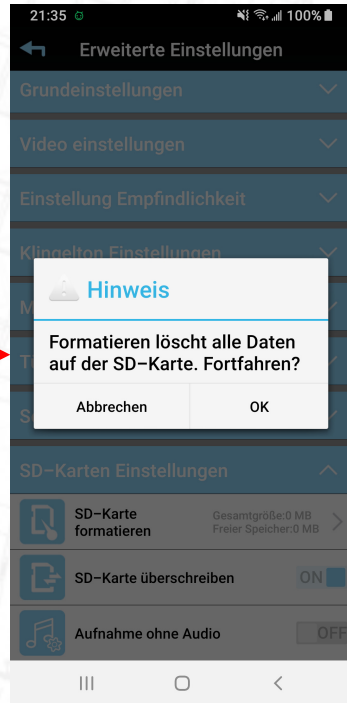 21:35 100%
Erweiterte Einstellungen
Grundeinstellungen
Video einstellungen
Einstellung Empfindlichkeit
Klingelton Einstellungen
Hinweis
Formatieren löscht alle Daten
auf der SD-Karte. Fortfahren?
Abbrechen OK
SD-Karten Einstellungen
SD-Karte
formatieren
Gesamtgröße:0 MB
Freier Speicher:0 MB
SD-Karte überschreiben ON
Aufnahme ohne Audio OFF